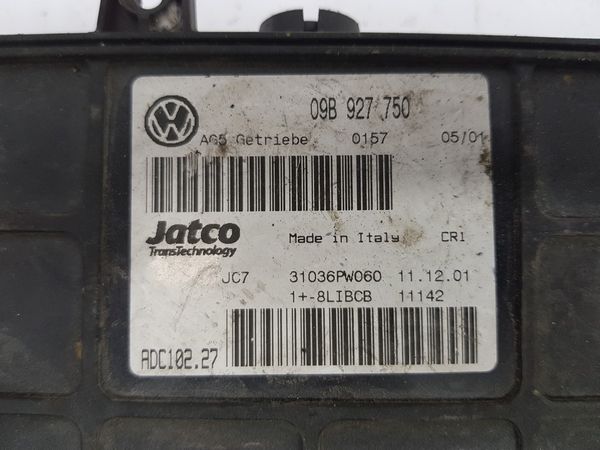 09B 927 750
AG5 Getriebe 0157 05/01
Jatco Made in Italy CR1
TransTechnology
JC7 31036PW060 11.12.01
1+-8LIBCB 11142
ADC102.27